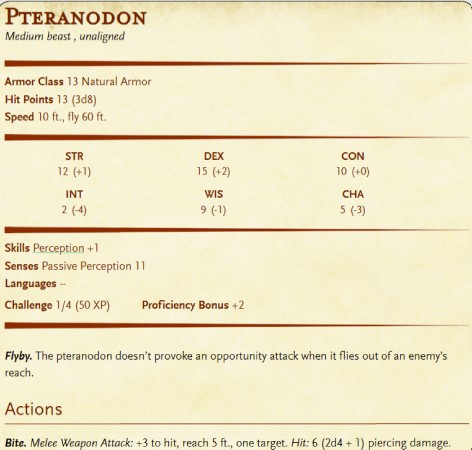 PTERANODON
Medium beast , unaligned
Armor Class 13 Natural Armor
Hit Points 13 (3d8)
Speed 10 ft., fly 60 ft.
STR DEX CON
12 (+1) 15 (+2) 10 (+0)
INT WIS CHA
2 (-4) 9 (-1) 5 (-3)
Skills Perception +1
Senses Passive Perception 11
Languages --
Challenge 1/4 (50 XP) Proficiency Bonus +2
Flyby. The pteranodon doesn't provoke an opportunity attack when it flies out of an enemy's
reach.
Actions
Bite. Melee Weapon Attack: +3 to hit, reach 5 ft., one target. Hit: 6 (2d4 + 1) piercing damage.